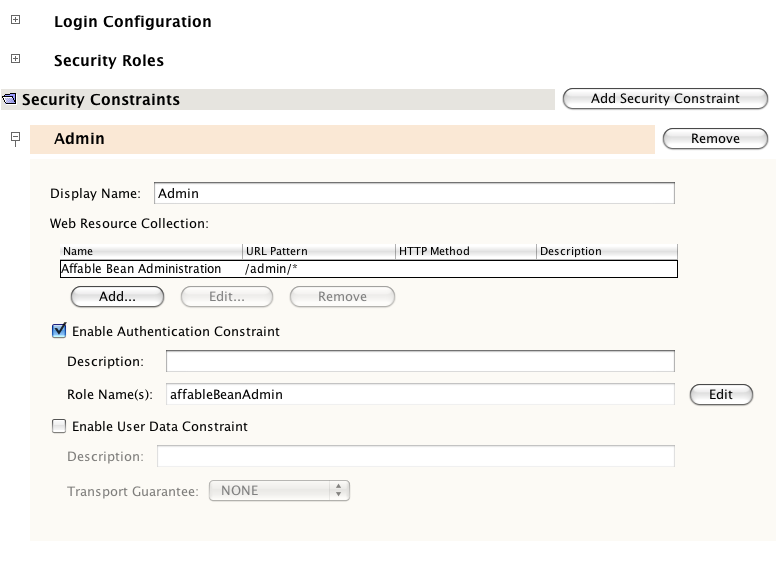 Login Configuration
Security Roles
Security Constraints Add Security Constraint
Admin Remove
Display Name: Admin
Web Resource Collection:
Name URL Pattern HTTP Method Description
Affable Bean Administration /admin/*
Add... Edit... Remove
Enable Authentication Constraint
Description:
Role Name(s): affableBeanAdmin Edit
Enable User Data Constraint
Description:
Transport Guarantee: NONE